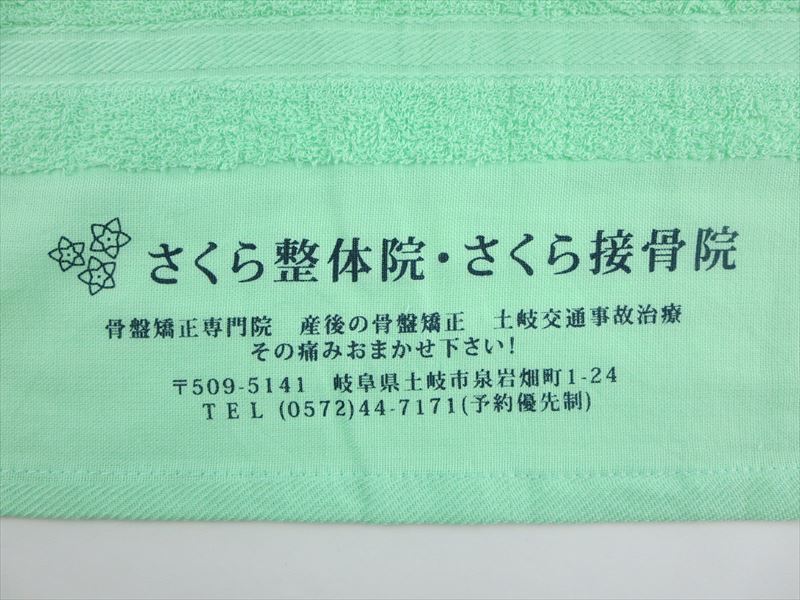 さくら整体院・さくら接骨院
骨盤矯正専門院 産後の骨盤矯正 土岐交通事故治療
その痛みおまかせ下さい!
〒509-5141 岐阜県土岐市泉岩畑町1-24
TEL (0572)44-7171(予約優先制)